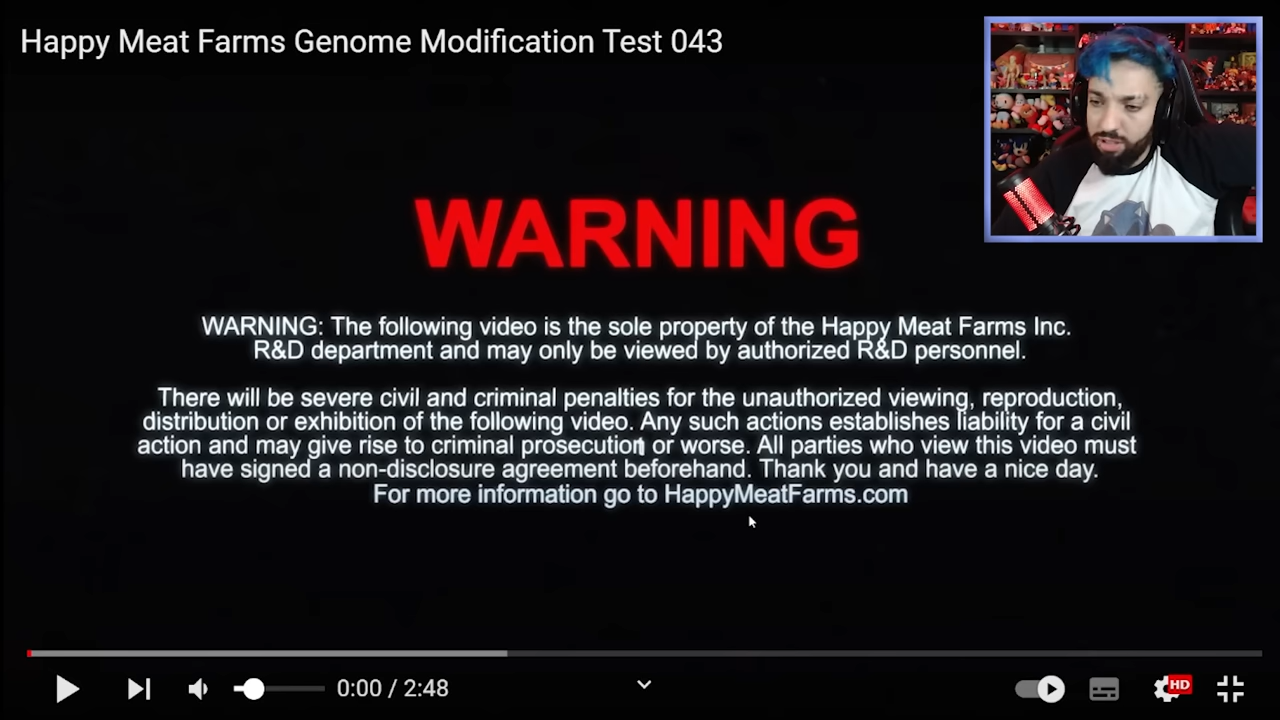 Happy Meat Farms Genome Modification Test 043
WARNING
WARNING: The following video is the sole property of the Happy Meat Farms Inc.
R&D department and may only be viewed by authorized R&D personnel.
There will be severe civil and criminal penalties for the unauthorized viewing, reproduction,
distribution or exhibition of the following video. Any such actions establishes liability for a civil
action and may give rise to criminal prosecution or worse. All parties who view this video must
have signed a non-disclosure agreement beforehand. Thank you and have a nice day.
For more information go to HappyMeatFarms.com
0:00 / 2:48
HD